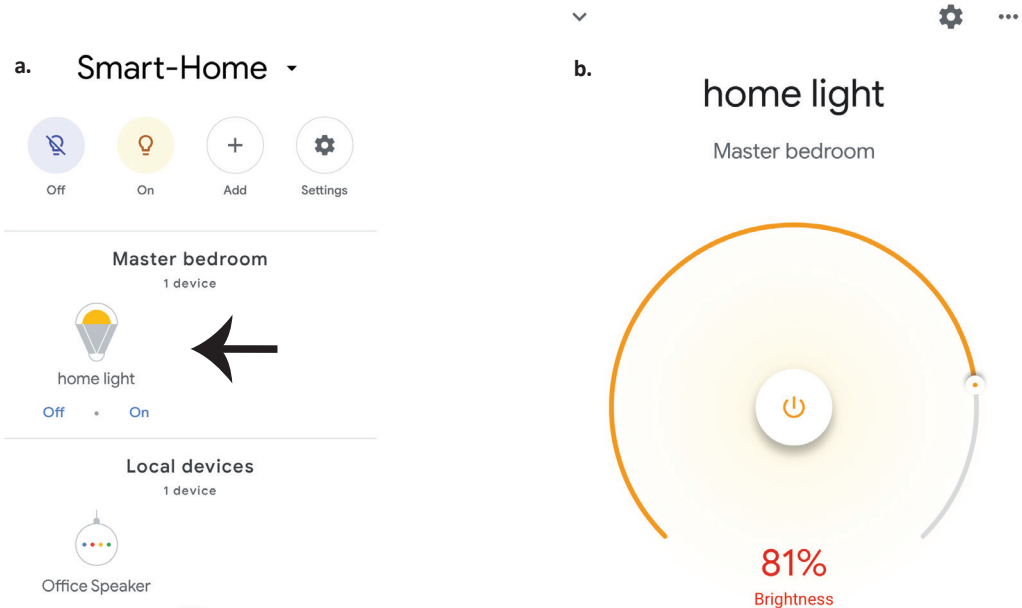 a.
Smart-Home
Off On Add Settings
Master bedroom
1 device
home light
Off • On
Local devices
1 device
Office Speaker
b.
home light
Master bedroom
81%
Brightness